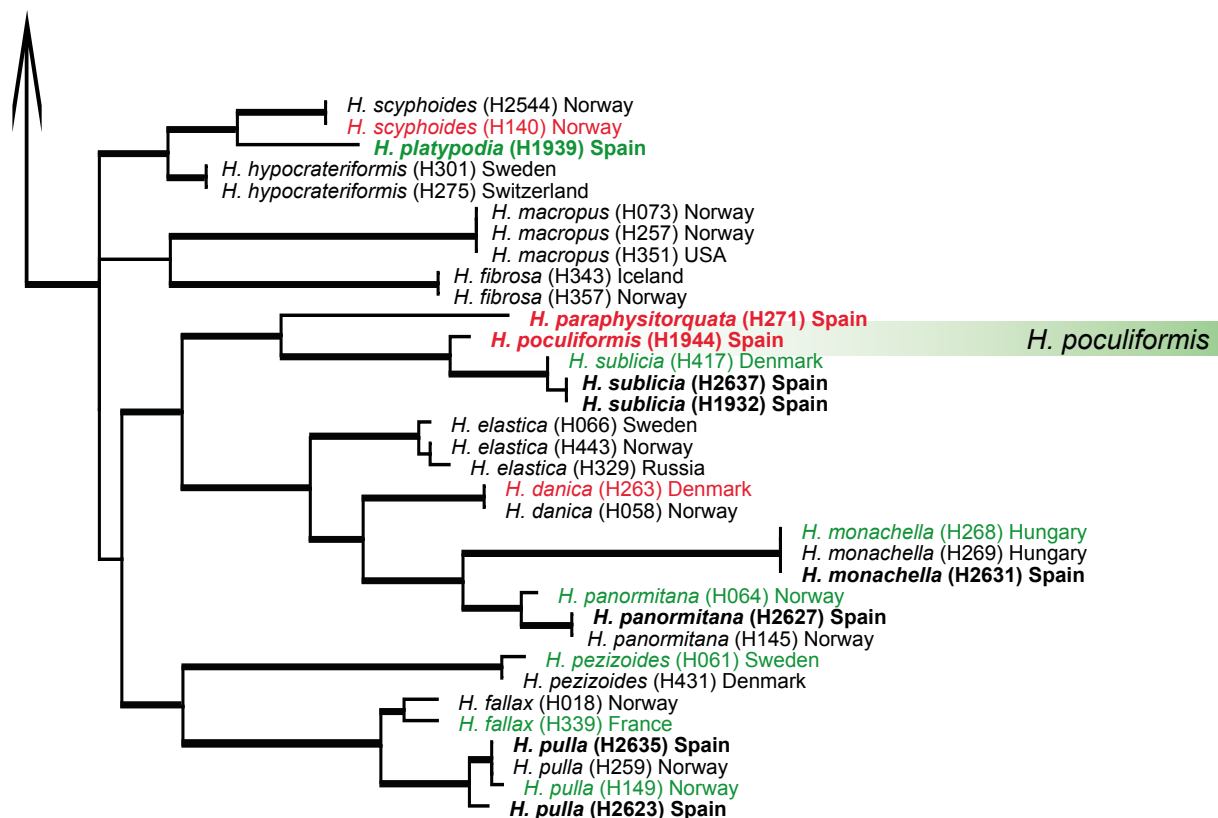 H. scyphoides (H2544) Norway
H. scyphoides (H140) Norway
H. platypodia (H1939) Spain
H. hypocrateriformis (H301) Sweden
H. hypocrateriformis (H275) Switzerland
H. macropus (H073) Norway
H. macropus (H257) Norway
H. macropus (H351) USA
H. fibrosa (H343) Iceland
H. fibrosa (H357) Norway
H. paraphysitorquata (H271) Spain
H. poculiformis (H1944) Spain
H. poculiformis
H. sublicia (H417) Denmark
H. sublicia (H2637) Spain
H. sublicia (H1932) Spain
H. elastica (H066) Sweden
H. elastica (H443) Norway
H. elastica (H329) Russia
H. danica (H263) Denmark
H. danica (H058) Norway
H. monachella (H268) Hungary
H. monachella (H269) Hungary
H. monachella (H2631) Spain
H. panormitana (H064) Norway
H. panormitana (H2627) Spain
H. panormitana (H145) Norway
H. pezizoides (H061) Sweden
H. pezizoides (H431) Denmark
H. fallax (H018) Norway
H. fallax (H339) France
H. pulla (H2635) Spain
H. pulla (H259) Norway
H. pulla (H149) Norway
H. pulla (H2623) Spain